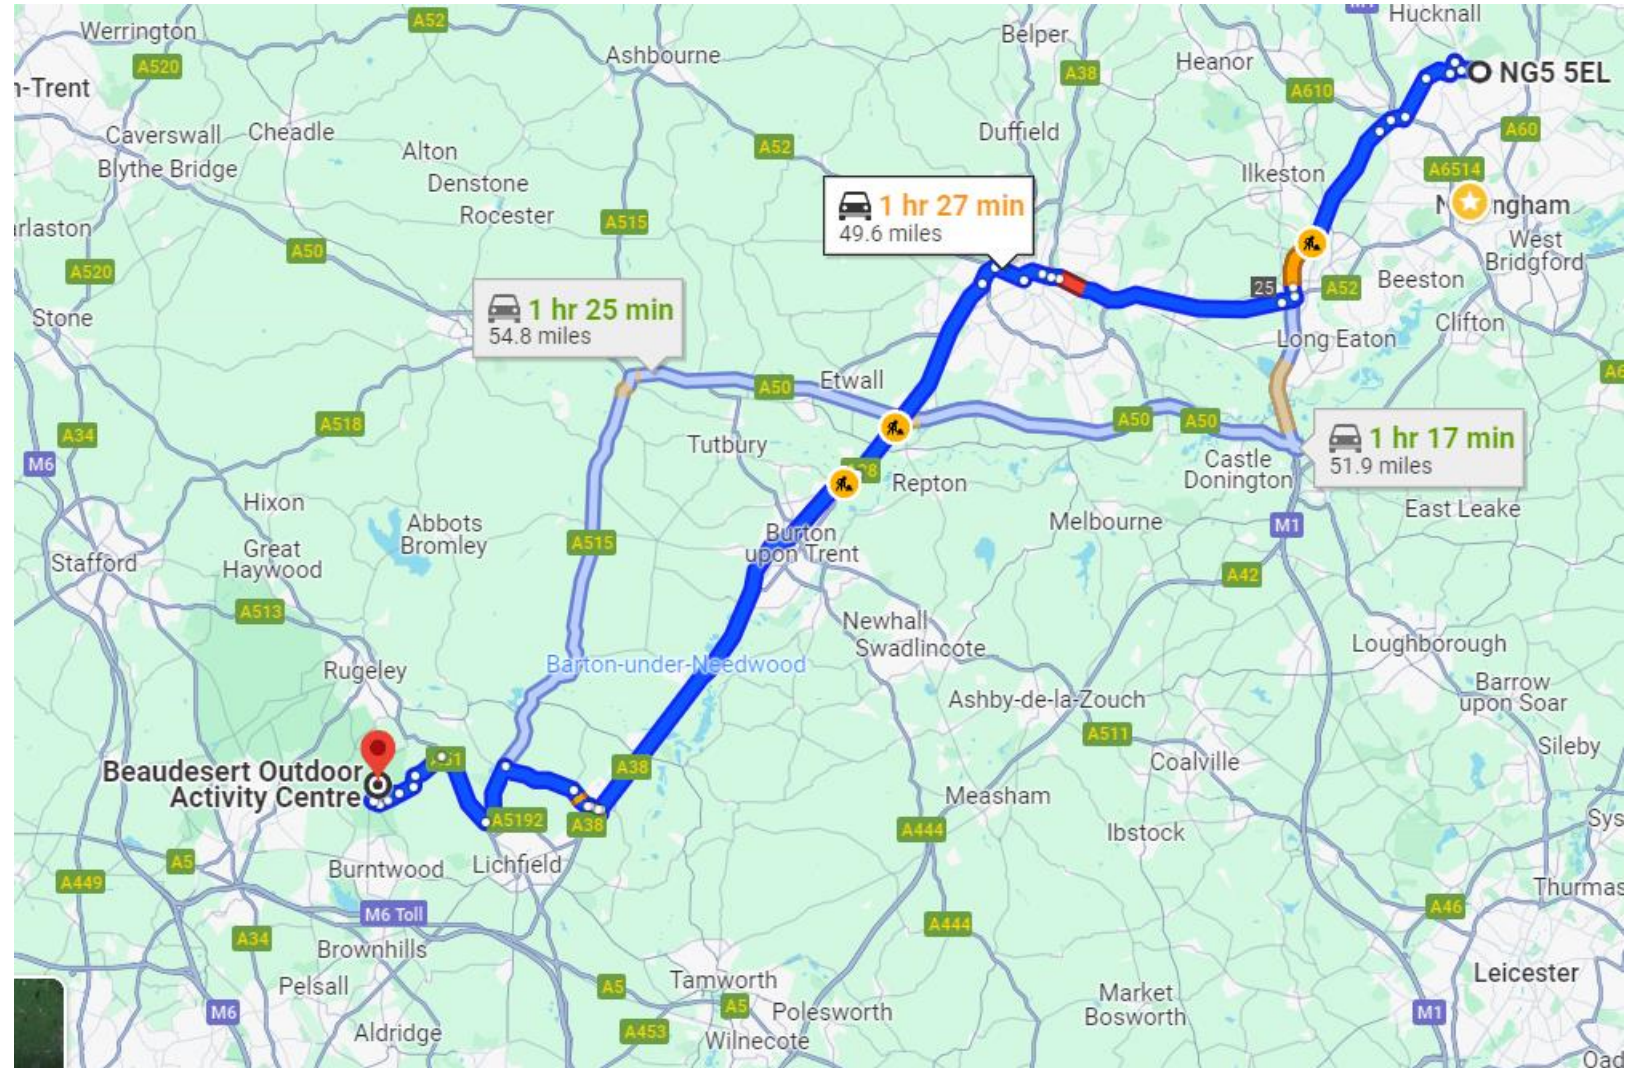 Werrington
A52
Hucknall
Belper
Ashbourne
A520
Heanor
A38
NG5 5EL
n-Trent
A610
Caverswall
Cheadle
Duffield
A60
A52
Alton
Blythe Bridge
A6514
Ilkeston
Denstone
Rocester
1 hr 27 min
49.6 miles
arlaston
A515
West
Bridgford
A50
A520
Beeston
25
A52
1 hr 25 min
54.8 miles
Stone
Clifton
Long Eaton
Etwall
A50
A518
A50
A50
A34
Tutbury
1 hr 17 min
51.9 miles
M6
Castle
Donington
Repton
Hixon
East Leake
Abbots
Bromley
Melbourne
M1
Burton
upon Trent
A515
Great
Haywood
Stafford
A42
A513
Newhall
Swadlincote
Loughborough
Barton-under-Needwood
Rugeley
Barrow
upon Soar
Ashby-de-la-Zouch
A511
Sileby
Coalville
A38
Beaudesert Outdoor
Activity Centre
Measham
A5192
A38
A444
Ibstock
Sys
Burntwood
Lichfield
A5
A449
Thurmas
M6 Toll
A46
A34
A444
Brownhills
Leicester
Tamworth
Pelsall
A5
A5
Market
Bosworth
M6
Polesworth
M1
Aldridge
A453
Wilnecote
Oad